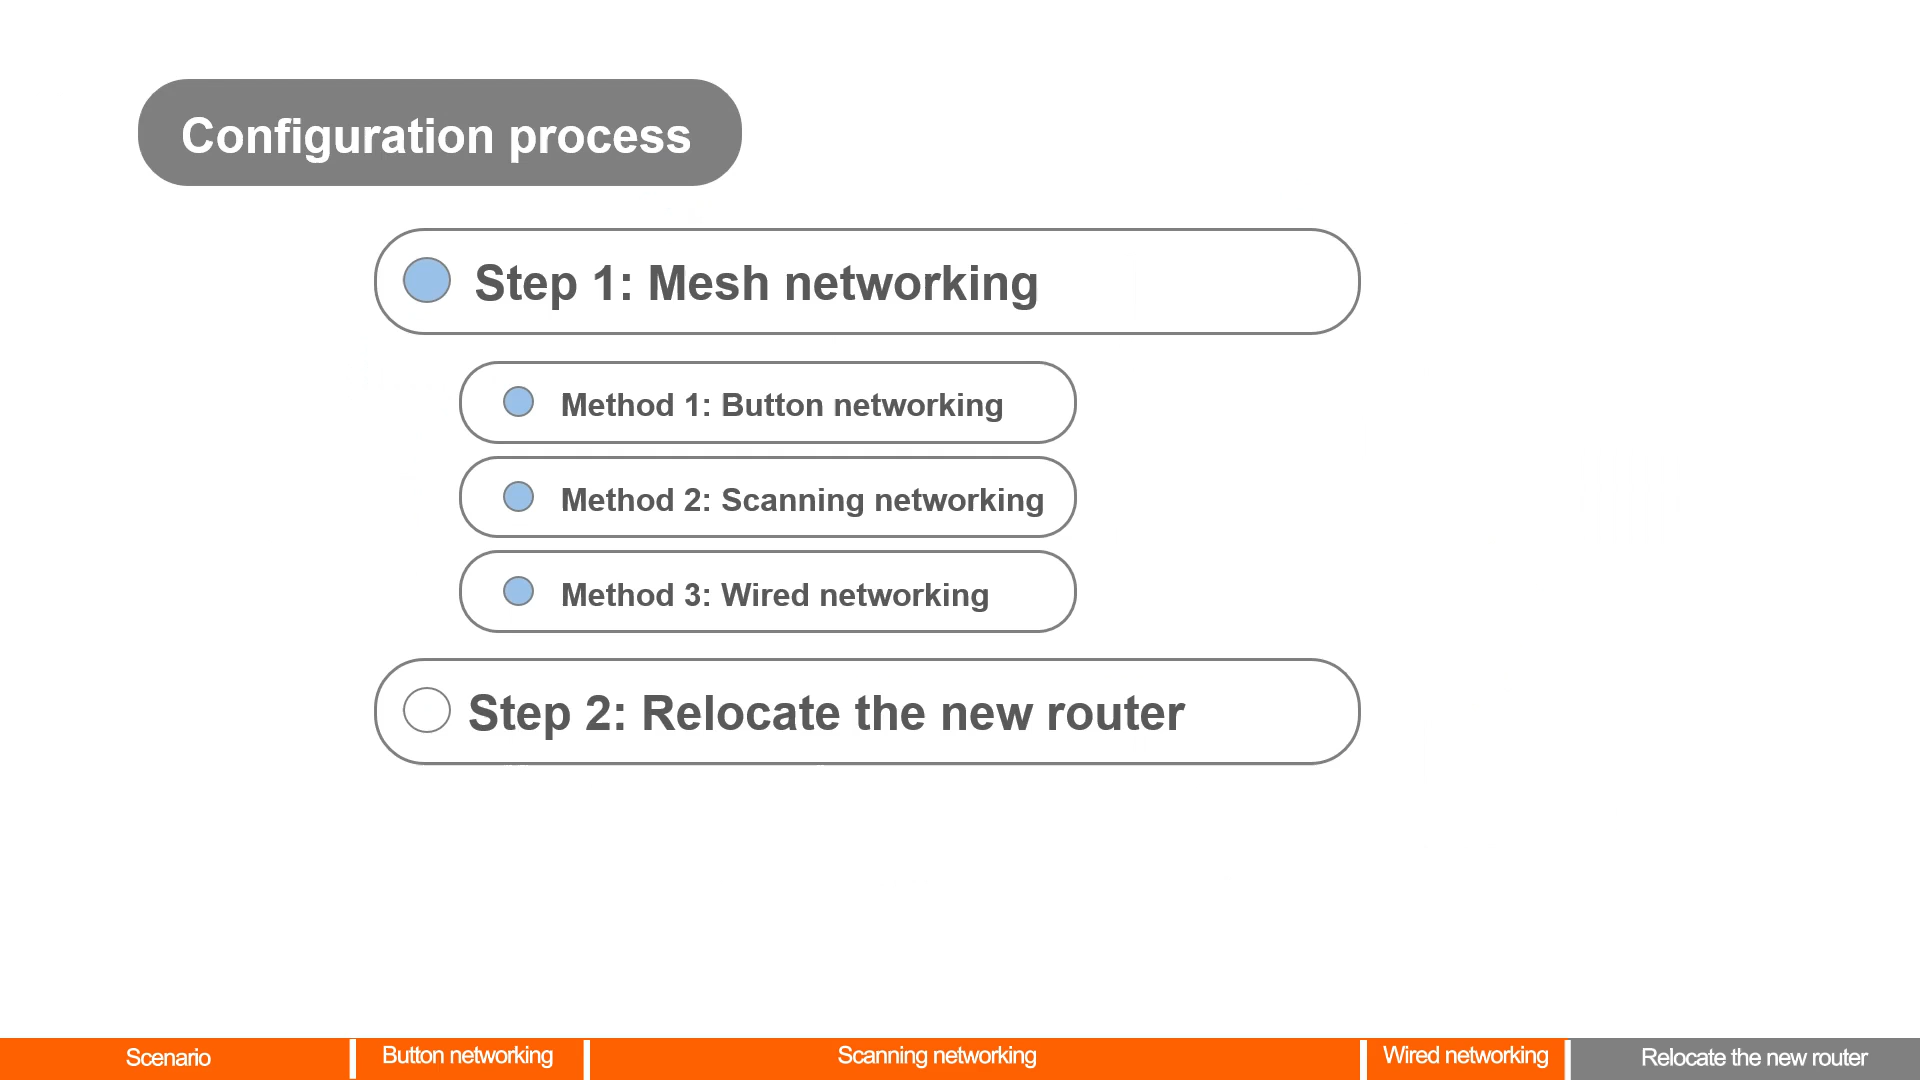 Configuration process
Step 1: Mesh networking
Method 1: Button networking
Method 2: Scanning networking
Method 3: Wired networking
Step 2: Relocate the new router
Scenario
Button networking
Scanning networking
Wired networking
Relocate the new router